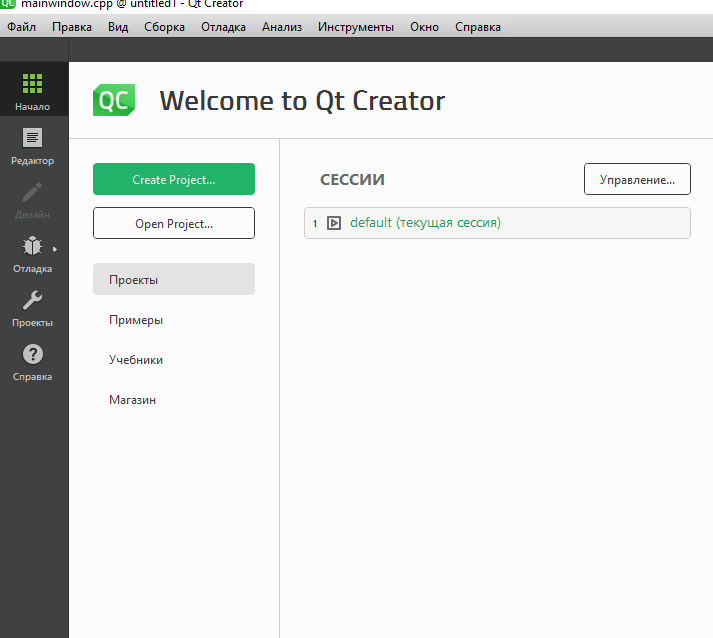 QC mainwindow.cpp @ untitled1 - Qt Creator
Файл Правка Вид Сборка Отладка Анализ Инструменты Окно Справка
Начало
Редактор
Дизайн
Отладка
Проекты
Справка
QC Welcome to Qt Creator
Create Project...
Open Project...
Проекты
Примеры
Учебники
Магазин
СЕССИИ
Управление...
1 default (текущая сессия)